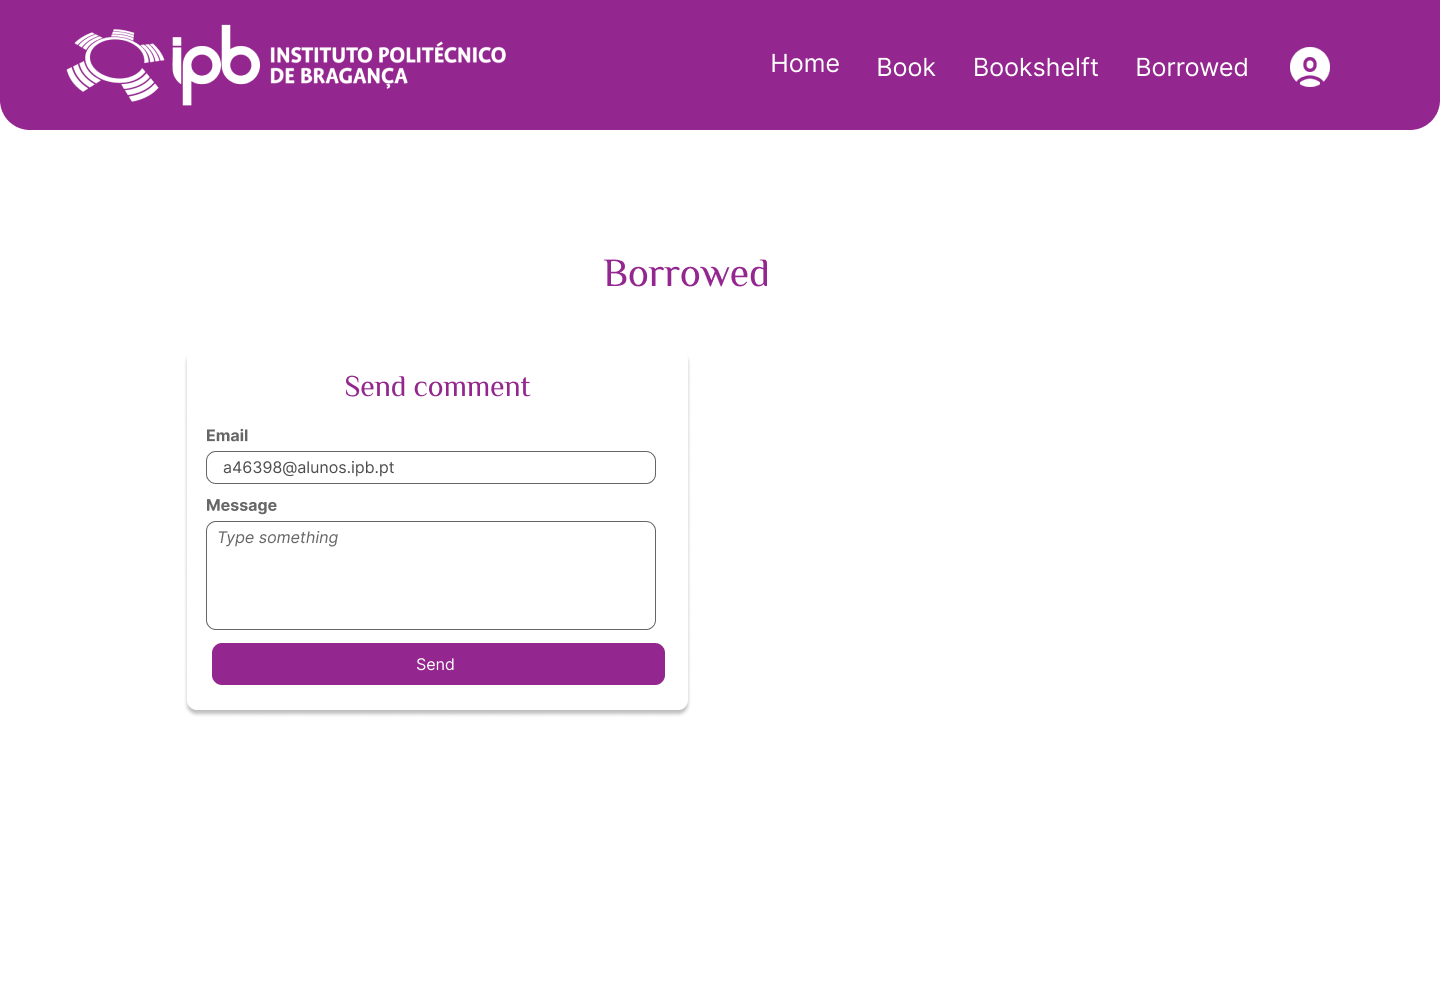 ipb INSTITUTO POLITÉCNICO
DE BRAGANÇA
Home Book Bookshelft Borrowed
Borrowed
Send comment
Email
a46398@alunos.ipb.pt
Message
Type something
Send